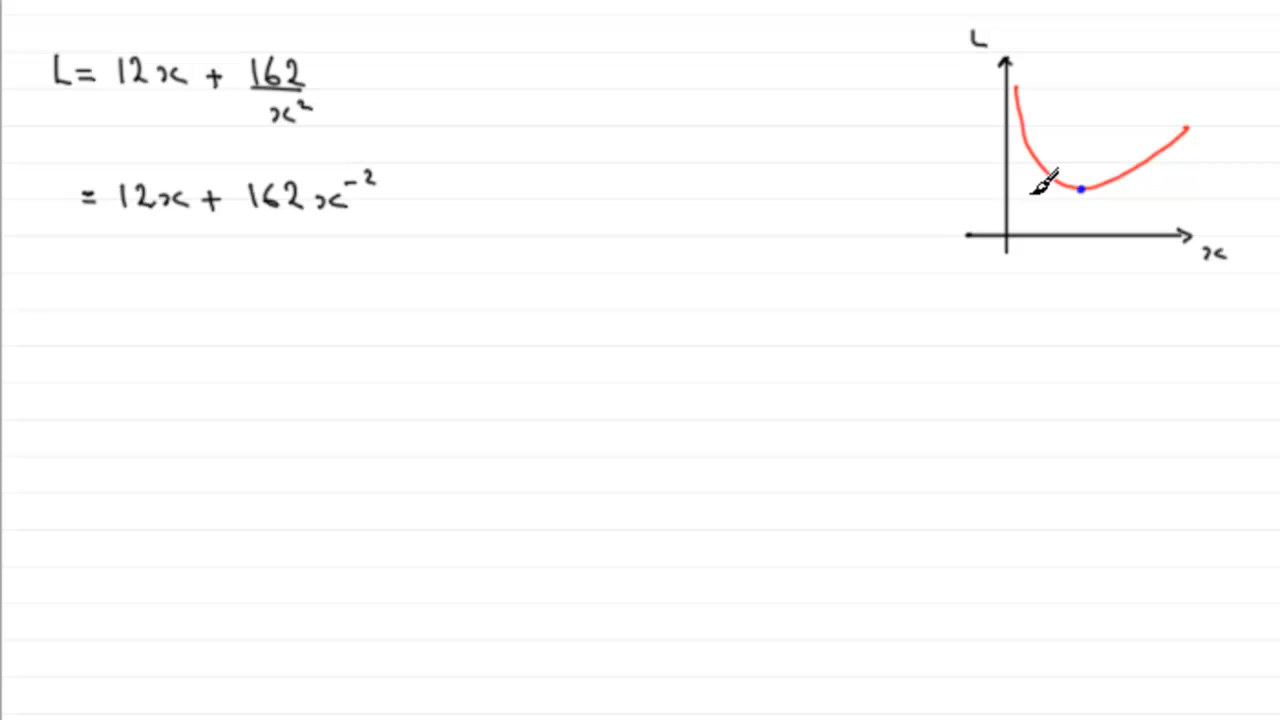 L = 12x + 162/x²
= 12x + 162x⁻²
L
x